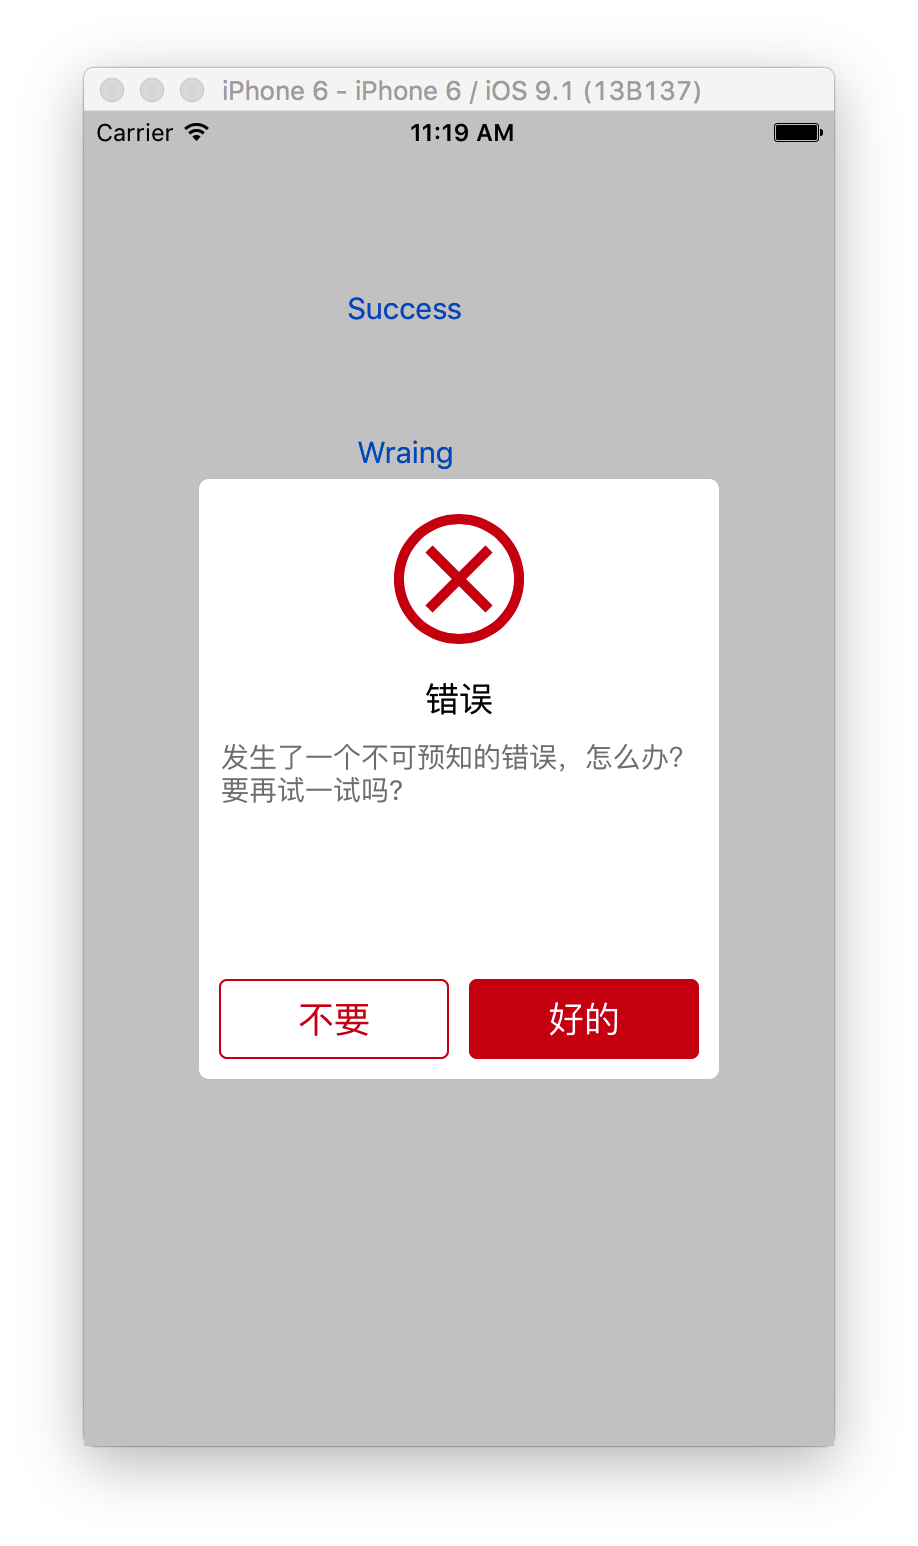 iPhone 6 - iPhone 6 / iOS 9.1 (13B137)
Carrier 11:19 AM
Success
Wraing
错误
发生了一个不可预知的错误，怎么办?
要再试一试吗?
不要 好的